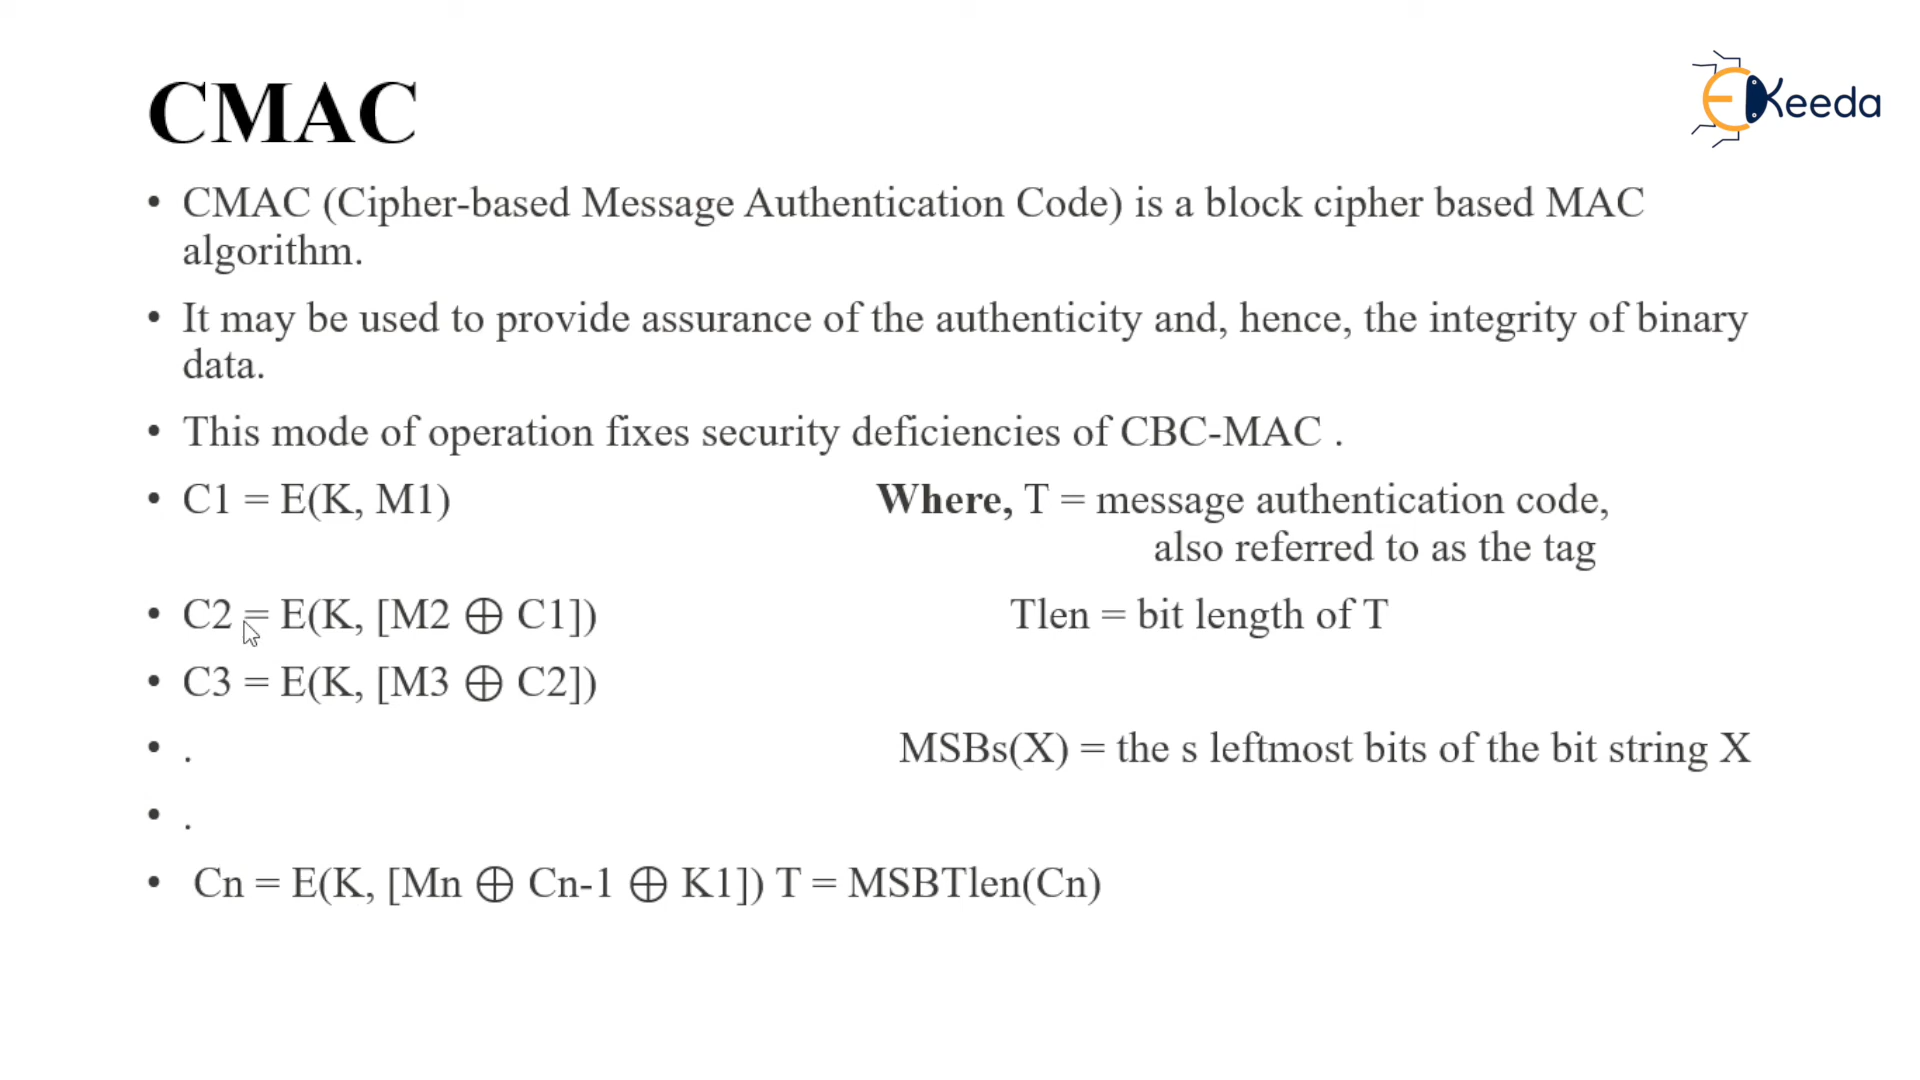 CMAC
EKeeda
• CMAC (Cipher-based Message Authentication Code) is a block cipher based MAC
algorithm.
• It may be used to provide assurance of the authenticity and, hence, the integrity of binary
data.
• This mode of operation fixes security deficiencies of CBC-MAC .
• C1 = E(K, M1) Where, T = message authentication code,
also referred to as the tag
• C2 = E(K, [M2 ⊕ C1]) Tlen = bit length of T
• C3 = E(K, [M3 ⊕ C2])
• . MSBs(X) = the s leftmost bits of the bit string X
• .
• Cn = E(K, [Mn ⊕ Cn-1 ⊕ K1]) T = MSBTlen(Cn)